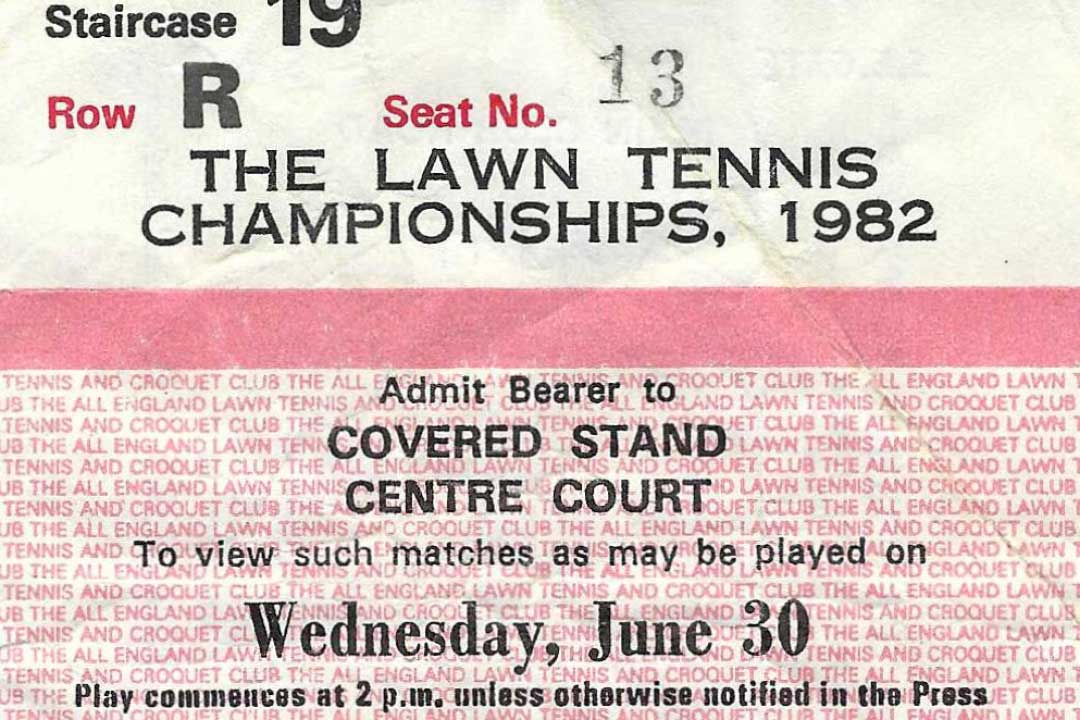 Staircase 19
Row R Seat No. 13
THE LAWN TENNIS
CHAMPIONSHIPS, 1982
Admit Bearer to
COVERED STAND
CENTRE COURT
To view such matches as may be played on
Wednesday, June 30
Play commences at 2 p.m. unless otherwise notified in the Press